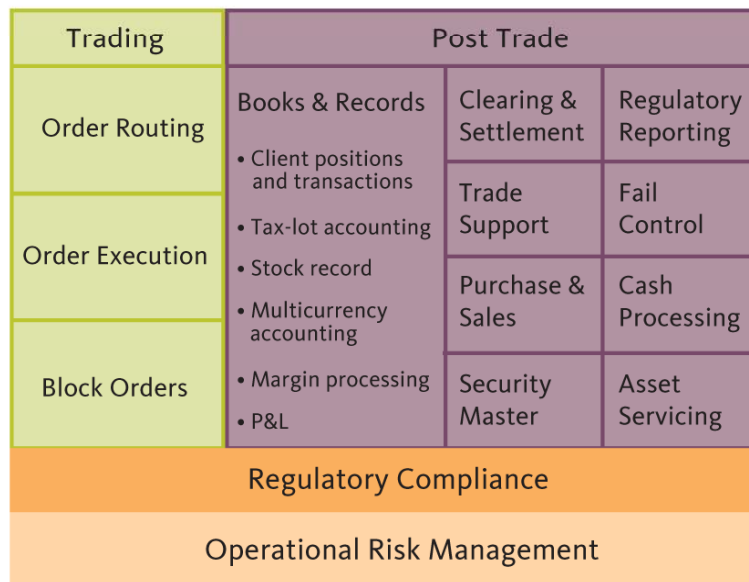 Trading
Post Trade
Order Routing
Order Execution
Block Orders
Books & Records
• Client positions
and transactions
• Tax-lot accounting
• Stock record
• Multicurrency
accounting
• Margin processing
• P&L
Clearing &
Settlement
Regulatory
Reporting
Trade
Support
Fail
Control
Purchase &
Sales
Cash
Processing
Security
Master
Asset
Servicing
Regulatory Compliance
Operational Risk Management